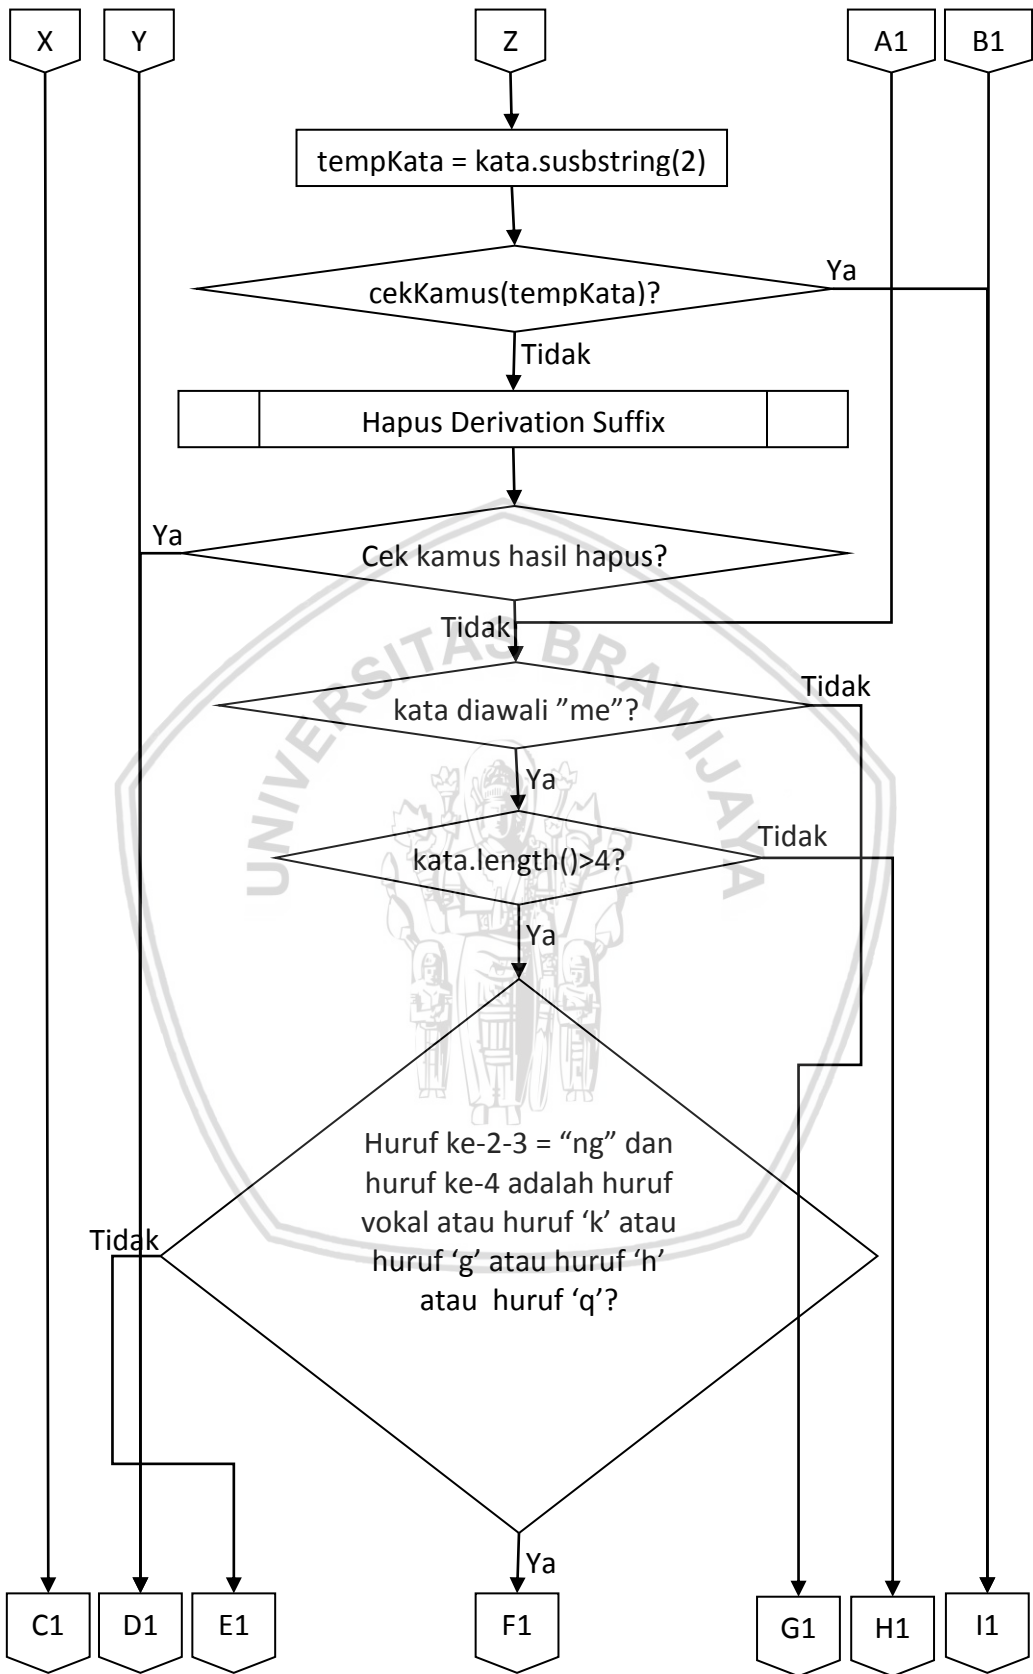 X
Y
Z
A1
B1
tempKata = kata.susbstring(2)
Ya
cekKamus(tempKata)?
Tidak
Hapus Derivation Suffix
Ya
Cek kamus hasil hapus?
Tidak
UNIVERSITAS BRAWIJAYA
Tidak
kata diawali ”me”?
Ya
Tidak
kata.length()>4?
Ya
Huruf ke-2-3 = “ng” dan
huruf ke-4 adalah huruf
vokal atau huruf ‘k’ atau
huruf ‘g’ atau huruf ‘h’
atau huruf ‘q’?
Tidak
Ya
C1
D1
E1
F1
G1
H1
I1